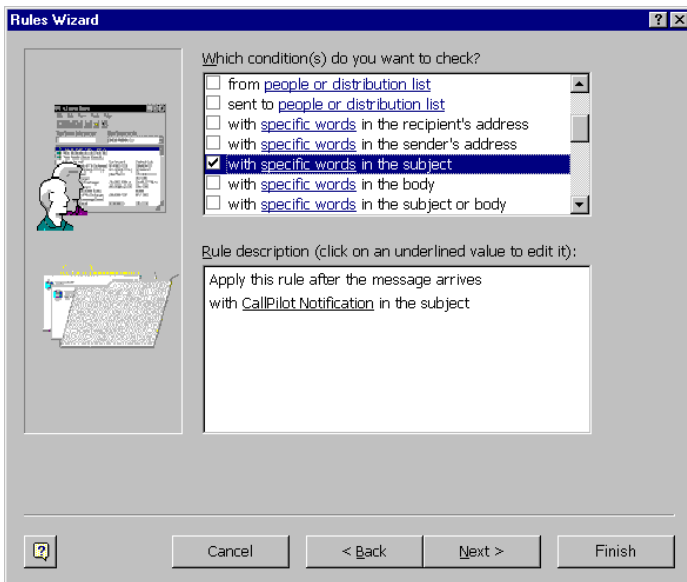 Rules Wizard
Which condition(s) do you want to check?
from people or distribution list
sent to people or distribution list
with specific words in the recipient's address
with specific words in the sender's address
with specific words in the subject
with specific words in the body
with specific words in the subject or body
Rule description (click on an underlined value to edit it):
Apply this rule after the message arrives
with CallPilot Notification in the subject
Cancel
< Back
Next >
Finish